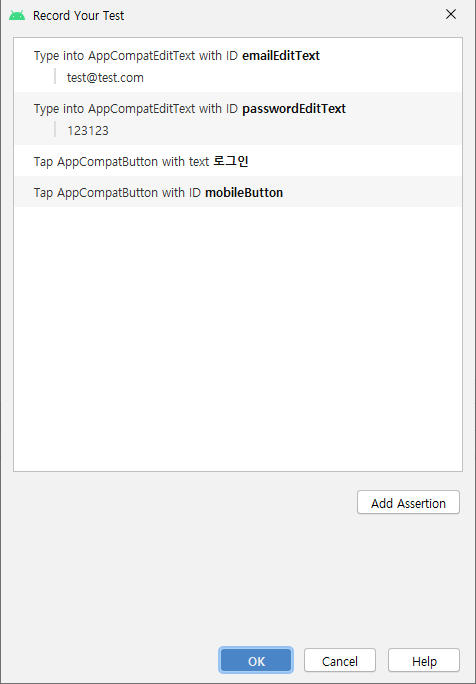 Record Your Test
Type into AppCompatEditText with ID emailEditText
test@test.com
Type into AppCompatEditText with ID passwordEditText
123123
Tap AppCompatButton with text 로그인
Tap AppCompatButton with ID mobileButton
Add Assertion
OK
Cancel
Help